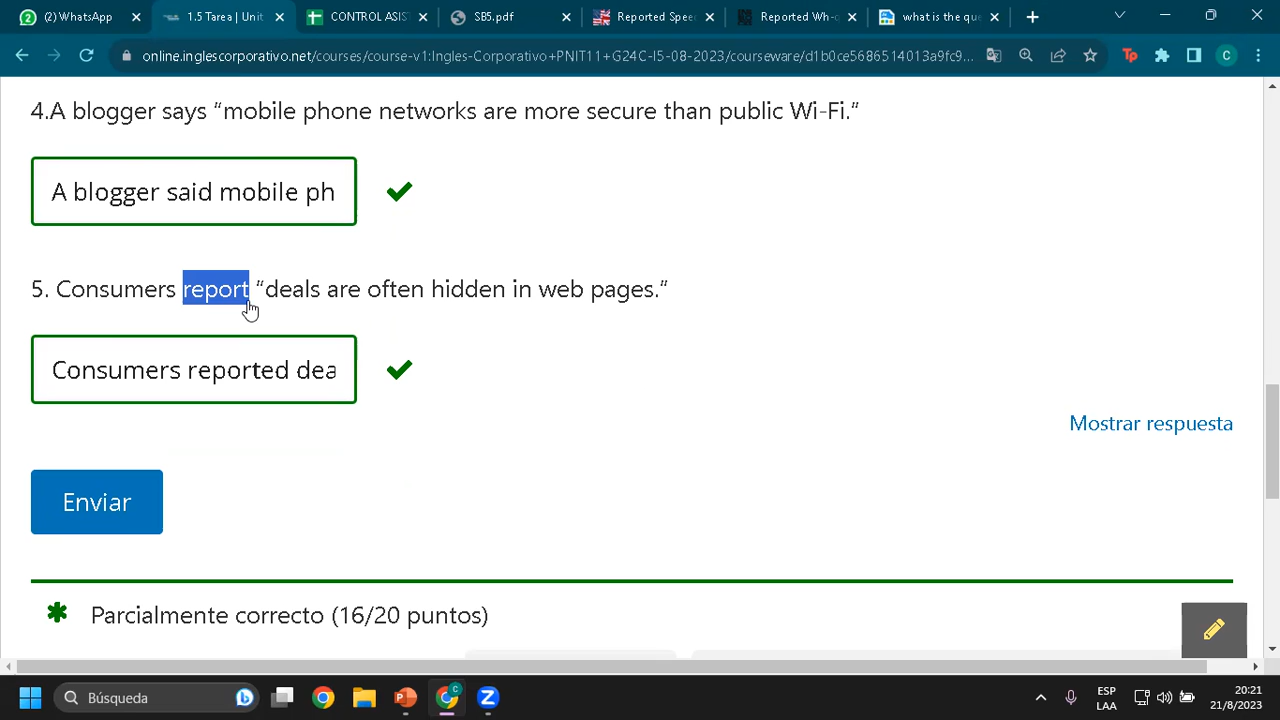 (2) WhatsApp
1.5 Tarea | Unit
CONTROL ASIS
SB5.pdf
Reported Spee
Reported Wh-q
what is the que
online.inglescorporativo.net/courses/course-v1:Ingles-Corporativo+PNIT11+G24C-I5-08-2023/courseware/d1b0ce5686514013a9fc9...
Tp
C
4.A blogger says “mobile phone networks are more secure than public Wi-Fi.”
A blogger said mobile ph
5. Consumers report “deals are often hidden in web pages.“
Consumers reported dea
Mostrar respuesta
Enviar
Parcialmente correcto (16/20 puntos)
Búsqueda
ESP
LAA
20:21
21/8/2023